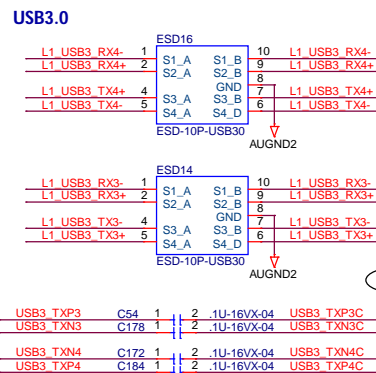 USB3.0
ESD16
L1_USB3_RX4- 1 S1_A S1_B 10 L1_USB3_RX4-
L1_USB3_RX4+ 2 S2_A S2_B 9 L1_USB3_RX4+
GND 8
L1_USB3_TX4+ 4 S3_A S3_B 7 L1_USB3_TX4+
L1_USB3_TX4- 5 S4_A S4_D 6 L1_USB3_TX4-
ESD-10P-USB30
AUGND2
ESD14
L1_USB3_RX3- 1 S1_A S1_B 10 L1_USB3_RX3-
L1_USB3_RX3+ 2 S2_A S2_B 9 L1_USB3_RX3+
GND 8
L1_USB3_TX3- 4 S3_A S3_B 7 L1_USB3_TX3-
L1_USB3_TX3+ 5 S4_A S4_D 6 L1_USB3_TX3+
ESD-10P-USB30
AUGND2
USB3_TXP3 C54 1 2 .1U-16VX-04 USB3_TXP3C
USB3_TXN3 C178 1 2 .1U-16VX-04 USB3_TXN3C
USB3_TXN4 C172 1 2 .1U-16VX-04 USB3_TXN4C
USB3_TXP4 C184 1 2 .1U-16VX-04 USB3_TXP4C